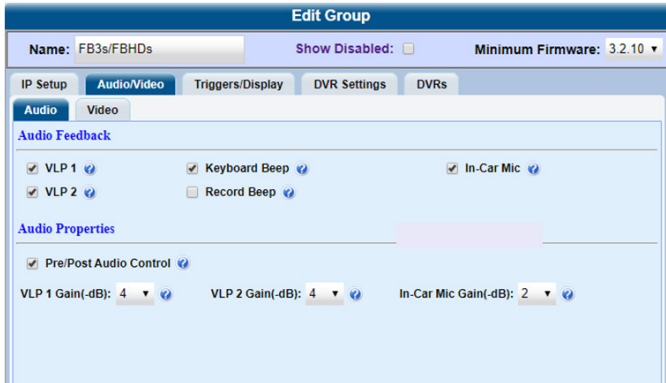 Edit Group
Name: FB3s/FBHDs Show Disabled: Minimum Firmware: 3.2.10
IP Setup Audio/Video Triggers/Display DVR Settings DVRs
Audio Video
Audio Feedback
VLP 1 ? Keyboard Beep ? In-Car Mic ?
VLP 2 ? Record Beep ?
Audio Properties
Pre/Post Audio Control ?
VLP 1 Gain(-dB): 4 ? VLP 2 Gain(-dB): 4 ? In-Car Mic Gain(-dB): 2 ?